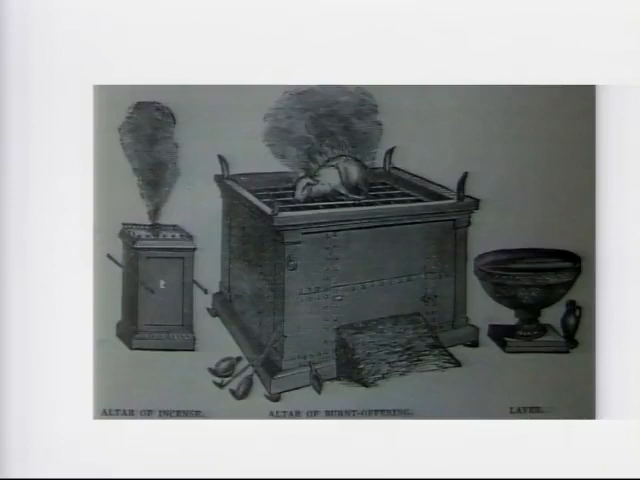 ALTAR OF INCENSE.
ALTAR OF BURNT-OFFERING.
LAVER.